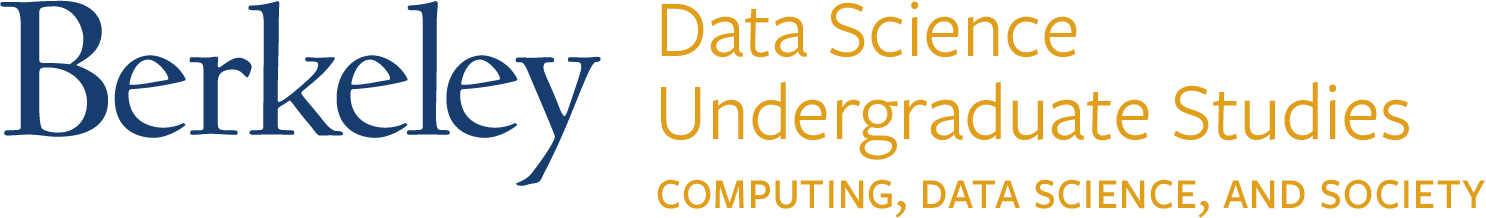 Berkeley
Data Science
Undergraduate Studies
COMPUTING, DATA SCIENCE, AND SOCIETY